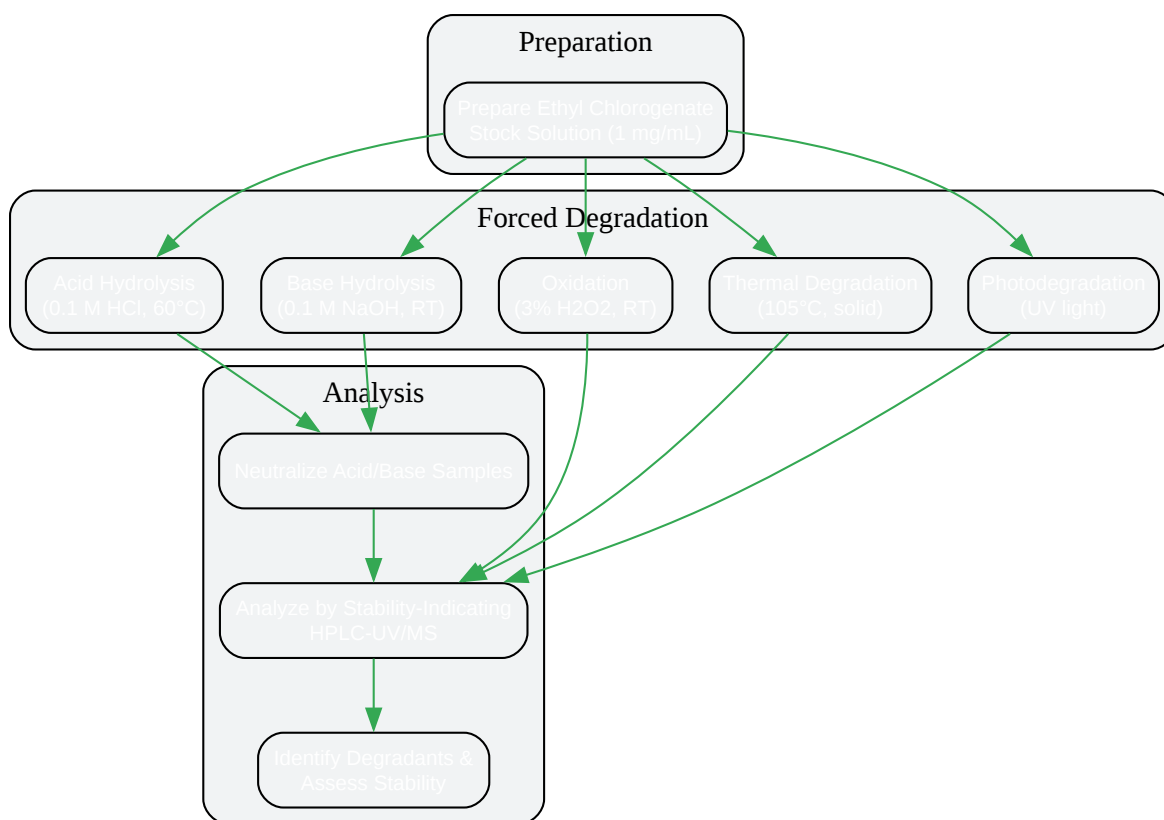 Preparation
Prepare Ethyl Chlorogenate
Stock Solution (1 mg/mL)
Forced Degradation
Acid Hydrolysis
(0.1 M HCl, 60°C)
Base Hydrolysis
(0.1 M NaOH, RT)
Oxidation
(3% H2O2, RT)
Thermal Degradation
(105°C, solid)
Photodegradation
(UV light)
Analysis
Neutralize Acid/Base Samples
Analyze by Stability-Indicating
HPLC-UV/MS
Identify Degradants &
Assess Stability